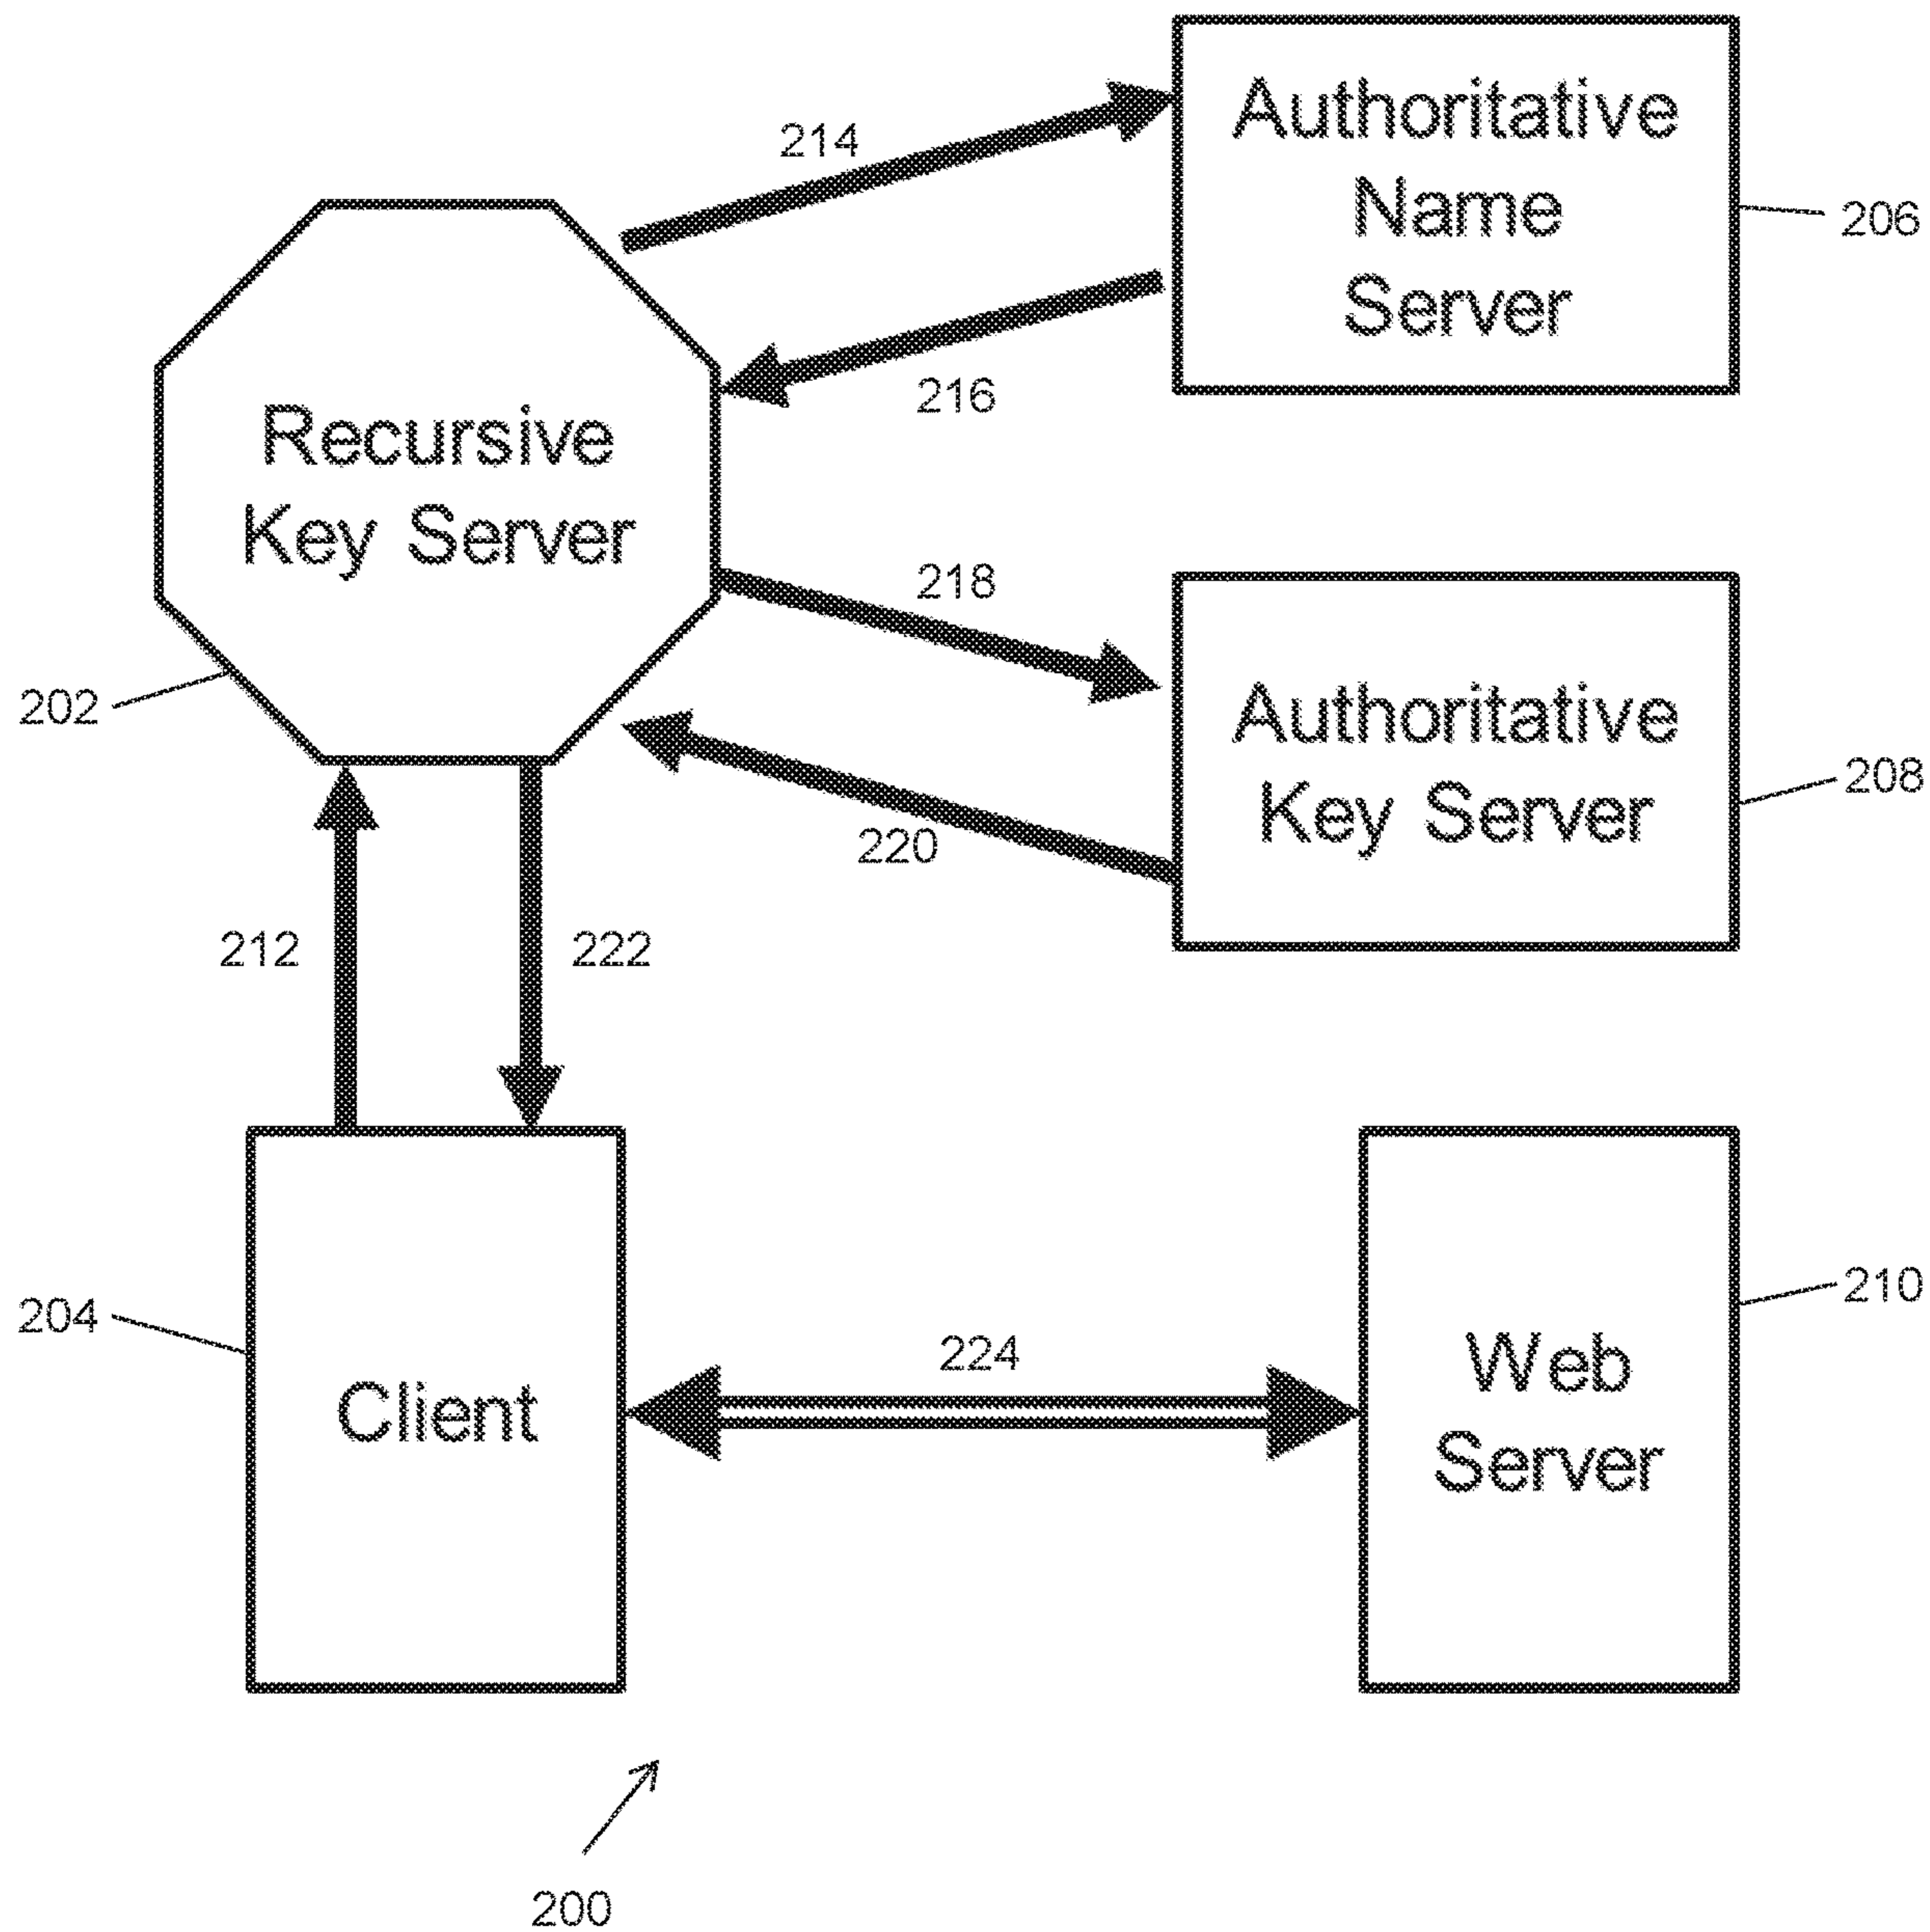 214
Authoritative
Name
Server
206
216
Recursive
Key Server
202
218
Authoritative
Key Server
208
220
212
222
204
Client
224
Web
Server
210
200